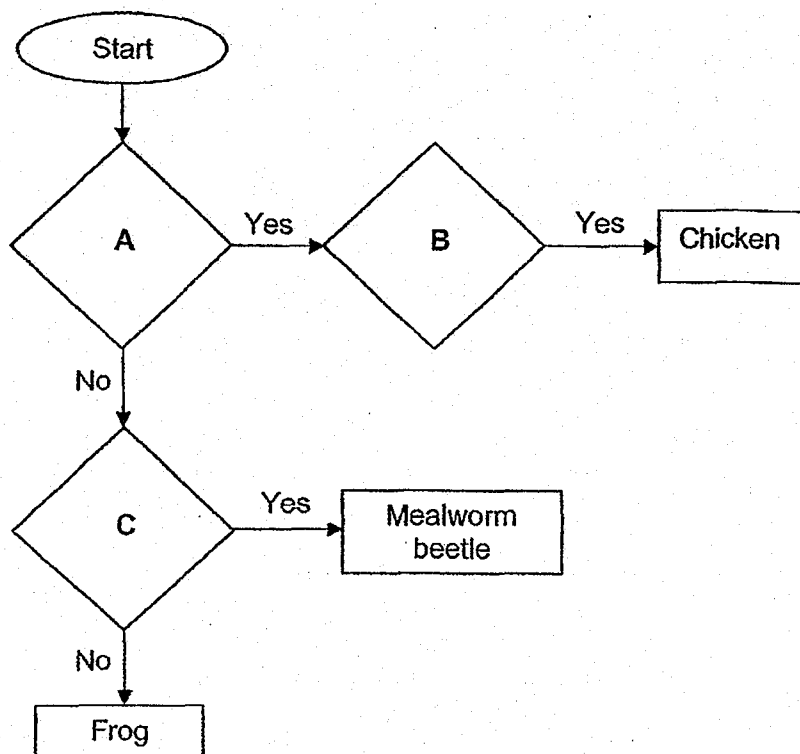 Start
A
Yes
B
Yes
Chicken
No
C
Yes
Mealworm
beetle
No
Frog